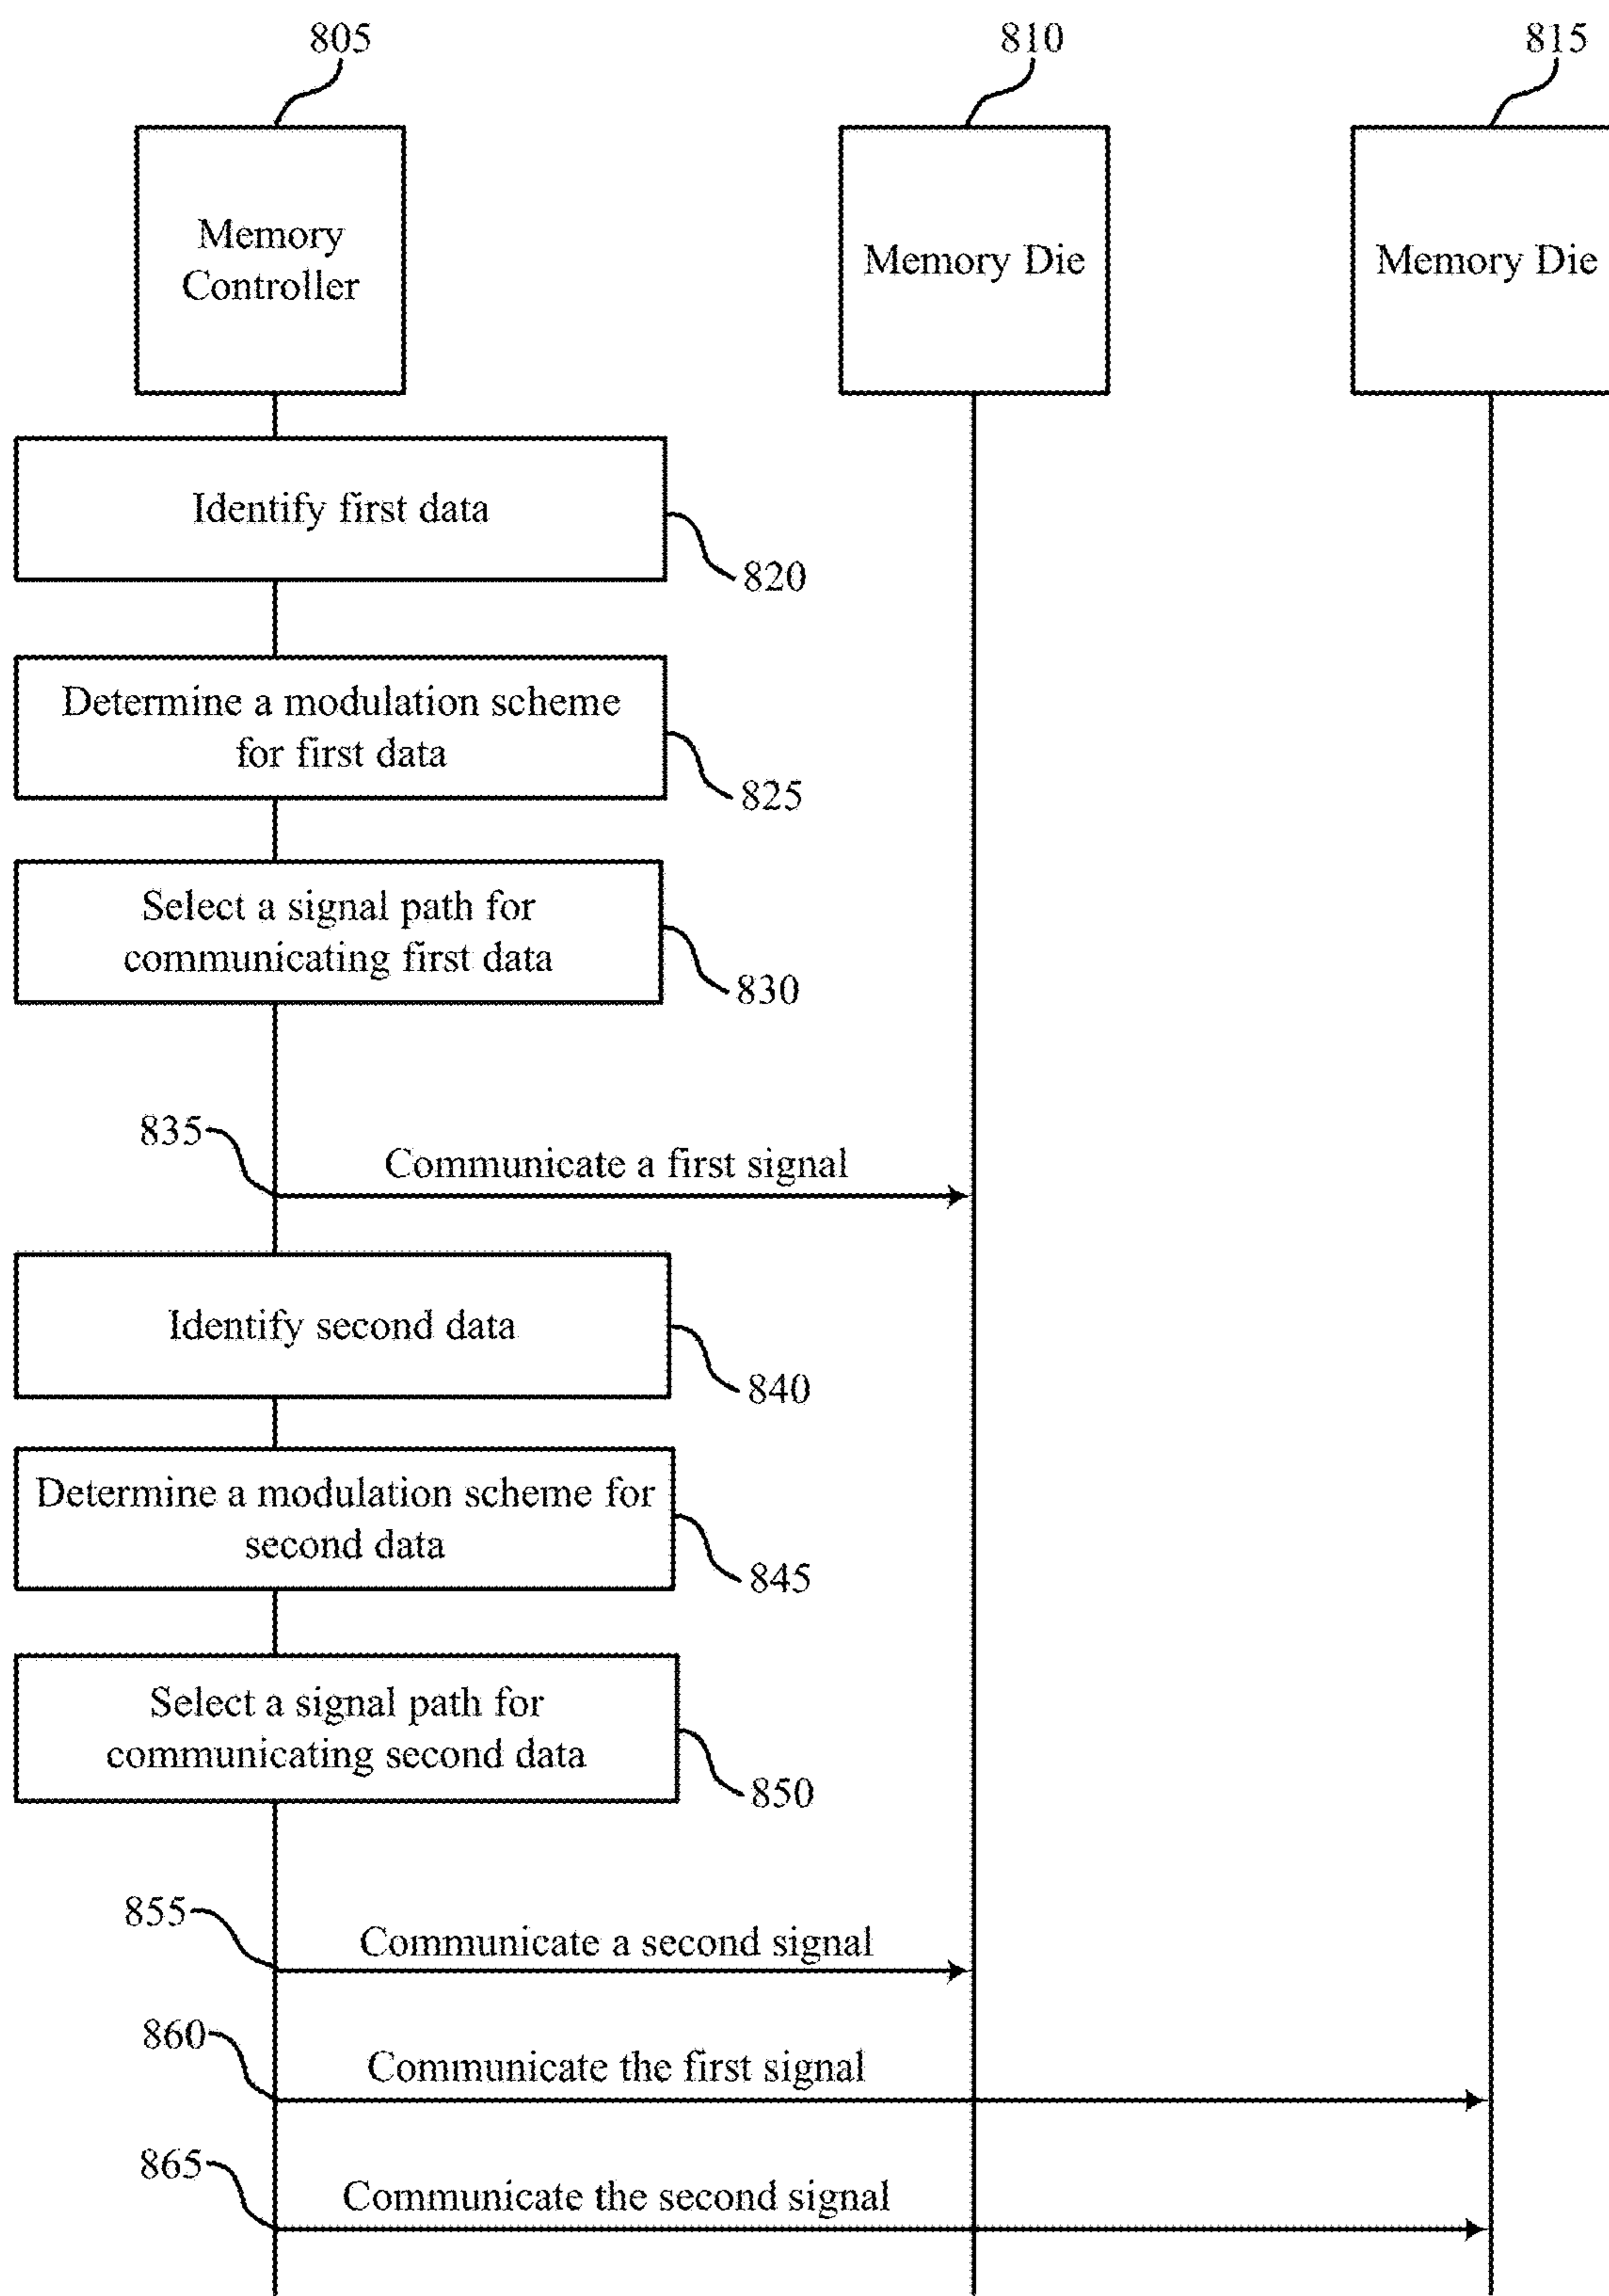 805
810
815
Memory
Controller
Memory Die
Memory Die
Identify first data
820
Determine a modulation scheme
for first data
825
Select a signal path for
communicating first data
830
835
Communicate a first signal
Identify second data
840
Determine a modulation scheme for
second data
845
Select a signal path for
communicating second data
850
855
Communicate a second signal
860
Communicate the first signal
865
Communicate the second signal